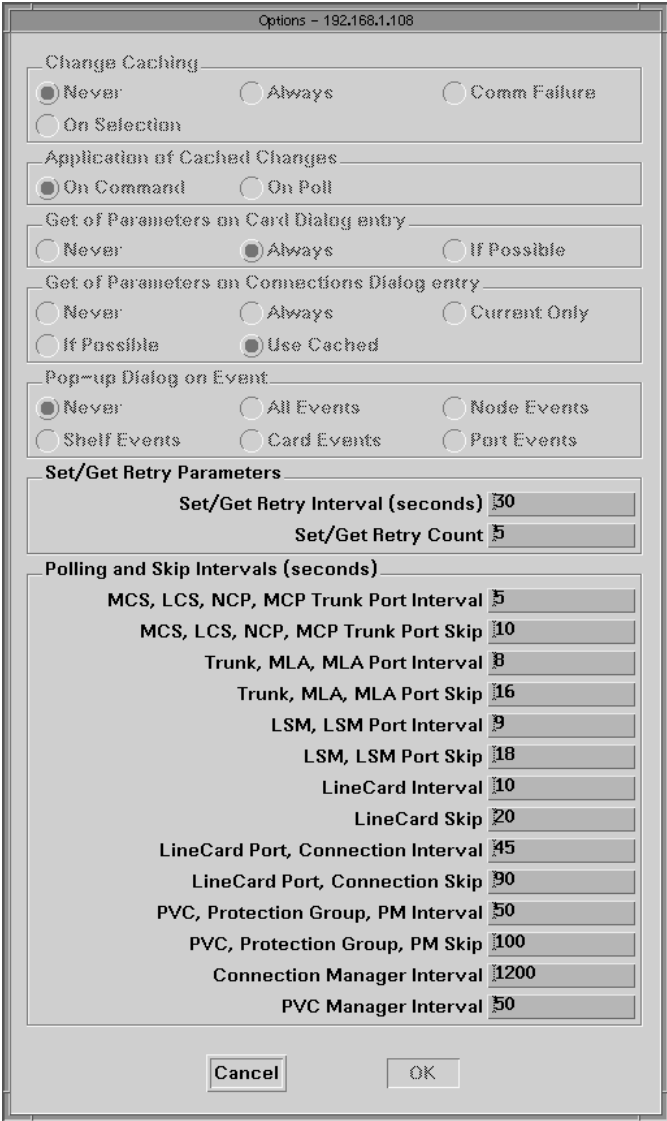 Options - 192.168.1.108
Change Caching
Never Always Comm Failure
On Selection
Application of Cached Changes
On Command On Poll
Get of Parameters on Card Dialog entry
Never Always If Possible
Get of Parameters on Connections Dialog entry
Never Always Current Only
If Possible Use Cached
Pop-up Dialog on Event
Never All Events Node Events
Shelf Events Card Events Port Events
Set/Get Retry Parameters
Set/Get Retry Interval (seconds) 30
Set/Get Retry Count 5
Polling and Skip Intervals (seconds)
MCS, LCS, NCP, MCP Trunk Port Interval 5
MCS, LCS, NCP, MCP Trunk Port Skip 10
Trunk, MLA, MLA Port Interval 8
Trunk, MLA, MLA Port Skip 16
LSM, LSM Port Interval 9
LSM, LSM Port Skip 18
LineCard Interval 10
LineCard Skip 20
LineCard Port, Connection Interval 45
LineCard Port, Connection Skip 90
PVC, Protection Group, PM Interval 50
PVC, Protection Group, PM Skip 100
Connection Manager Interval 1200
PVC Manager Interval 50
Cancel OK